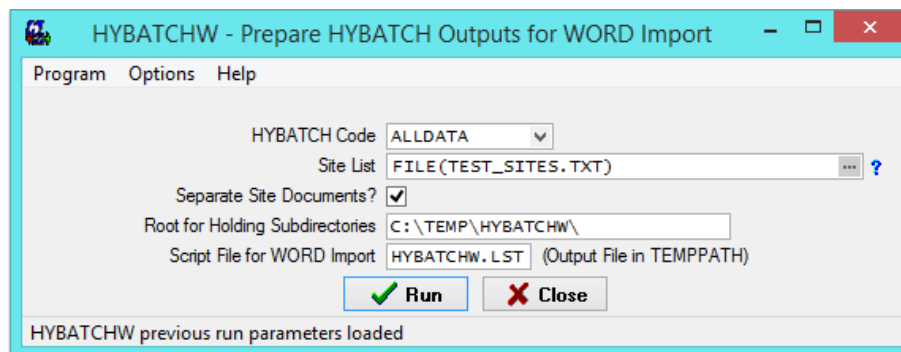 HYBATCHW - Prepare HYBATCH Outputs for WORD Import
Program Options Help
HYBATCH Code ALLDATA
Site List FILE(TEST_SITES.TXT) ... ?
Separate Site Documents?
Root for Holding Subdirectories C:\TEMP\HYBATCHW\
Script File for WORD Import HYBATCHW.LST (Output File in TEMPPATH)
Run Close
HYBATCHW previous run parameters loaded